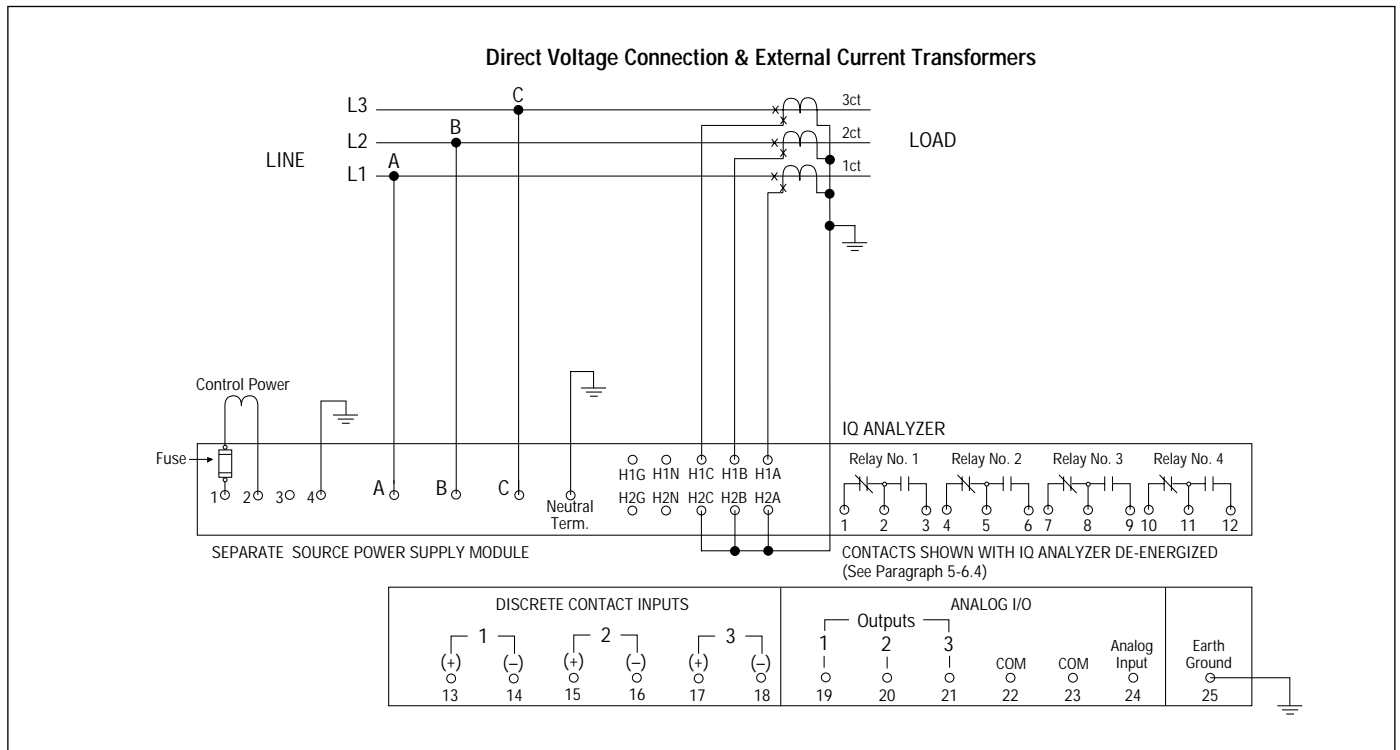 Direct Voltage Connection & External Current Transformers
C
L3
3ct
B
L2
2ct
LOAD
LINE
A
L1
1ct
Control Power
IQ ANALYZER
Fuse
Relay No. 1 Relay No. 2 Relay No. 3 Relay No. 4
H1G H1N H1C H1B H1A
1 2 3 4 A B C
H2G H2N H2C H2B H2A
Neutral
Term.
1 2 3 4 5 6 7 8 9 10 11 12
SEPARATE SOURCE POWER SUPPLY MODULE
CONTACTS SHOWN WITH IQ ANALYZER DE-ENERGIZED
(See Paragraph 5-6.4)
DISCRETE CONTACT INPUTS
1 2 3
(+) (–) (+) (–) (+) (–)
13 14 15 16 17 18
ANALOG I/O
Outputs
1 2 3
COM COM
Analog
Input
19 20 21 22 23 24
Earth
Ground
25